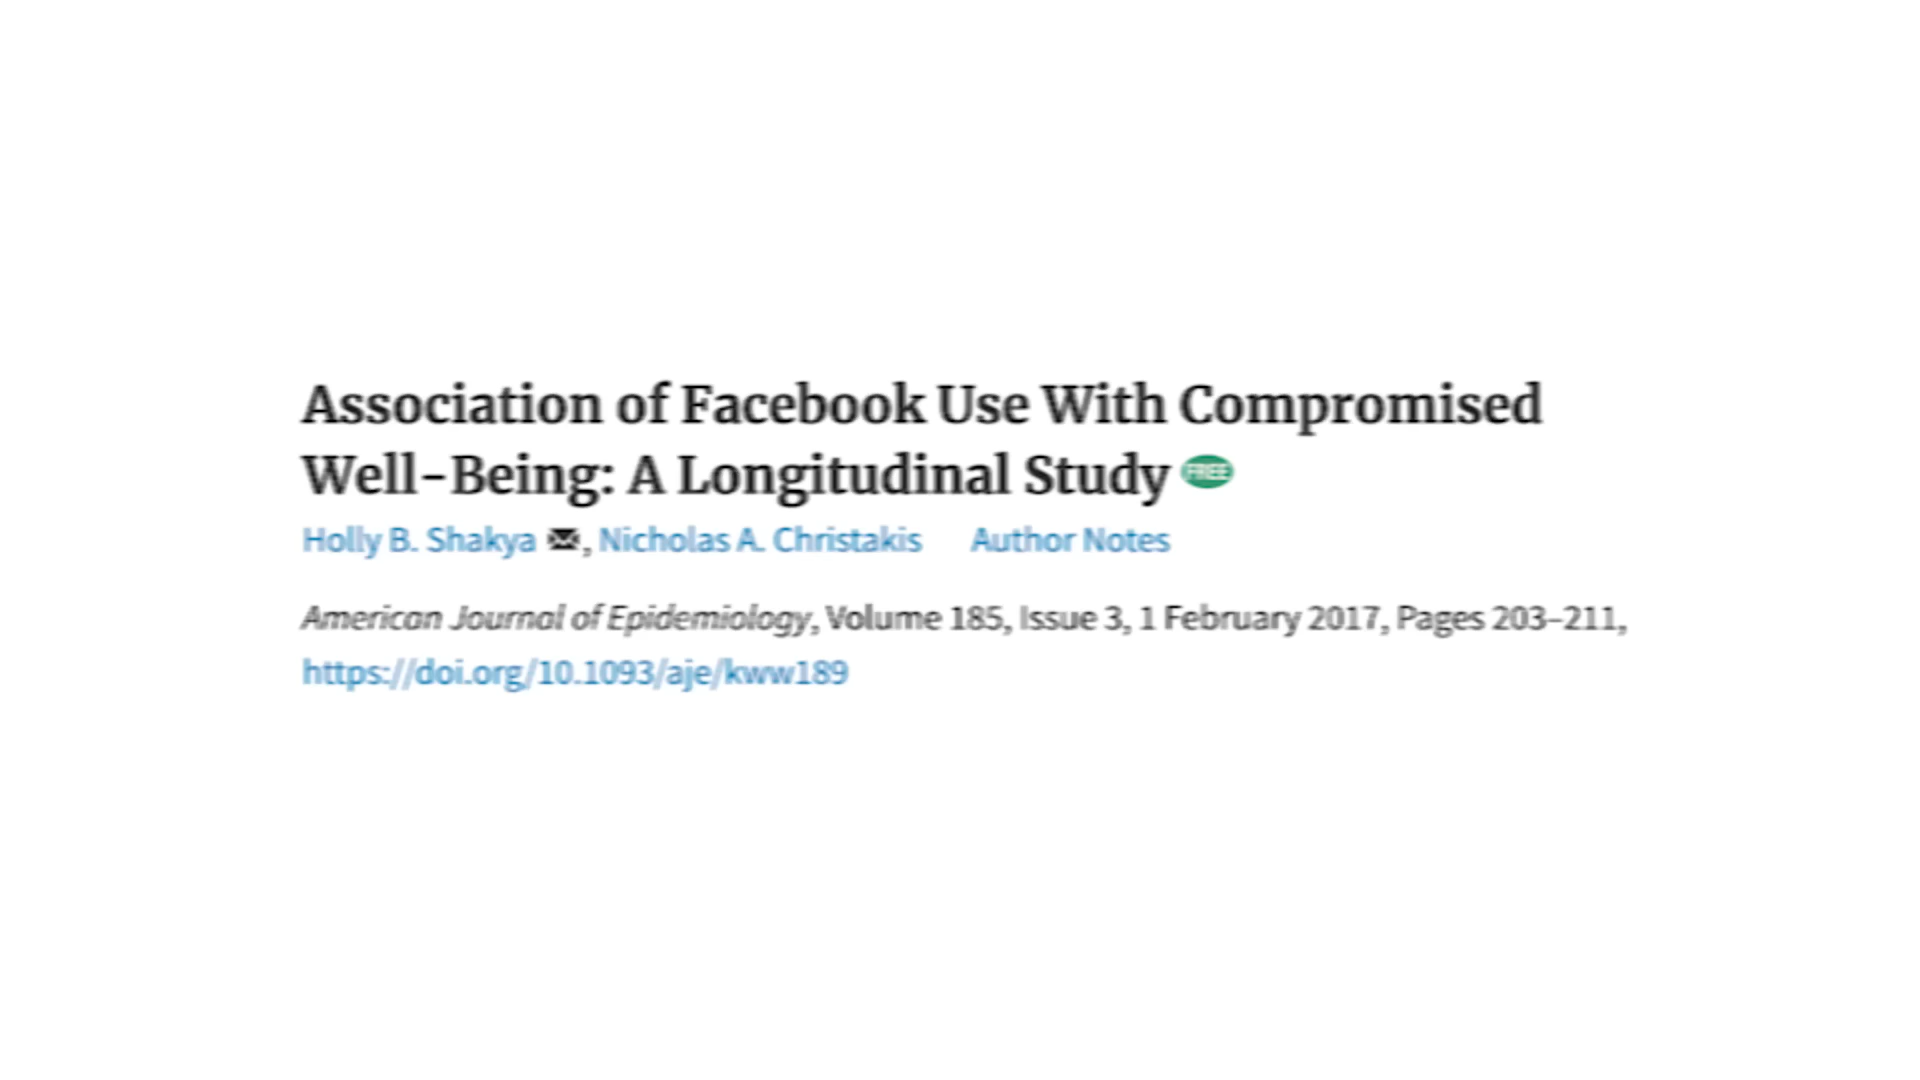 Association of Facebook Use With Compromised
Well-Being: A Longitudinal Study FREE
Holly B. Shakya , Nicholas A. Christakis Author Notes
American Journal of Epidemiology, Volume 185, Issue 3, 1 February 2017, Pages 203–211,
https://doi.org/10.1093/aje/kww189